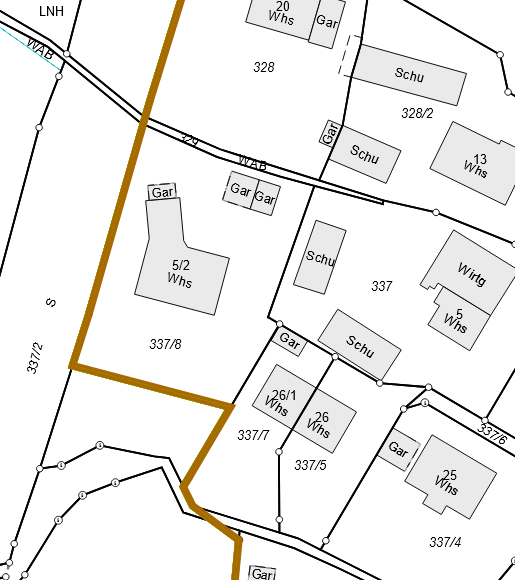 LNH
20
Whs
Gar
WAB
328
Schu
328/2
Gar
329
WAB
Schu
13
Whs
Gar
Gar
Gar
5/2
Whs
Schu
337
Wirtg
5
Whs
S
337/2
337/8
Gar
Schu
26/1
Whs
26
Whs
337/7
337/5
337/6
Gar
25
Whs
337/4
Gar